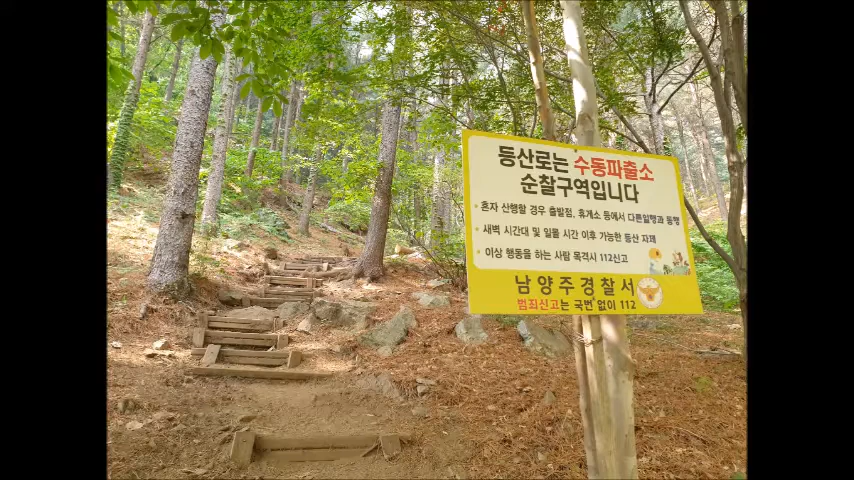 등산로는 수동파출소
순찰구역입니다
혼자 산행할 경우 출발점, 휴게소 등에서 다른일행과 동행
새벽 시간대 및 일몰 시간 이후 가능한 등산 자제
이상 행동을 하는 사람 목격시 112신고
남양주경찰서
범죄신고는 국번 없이 112